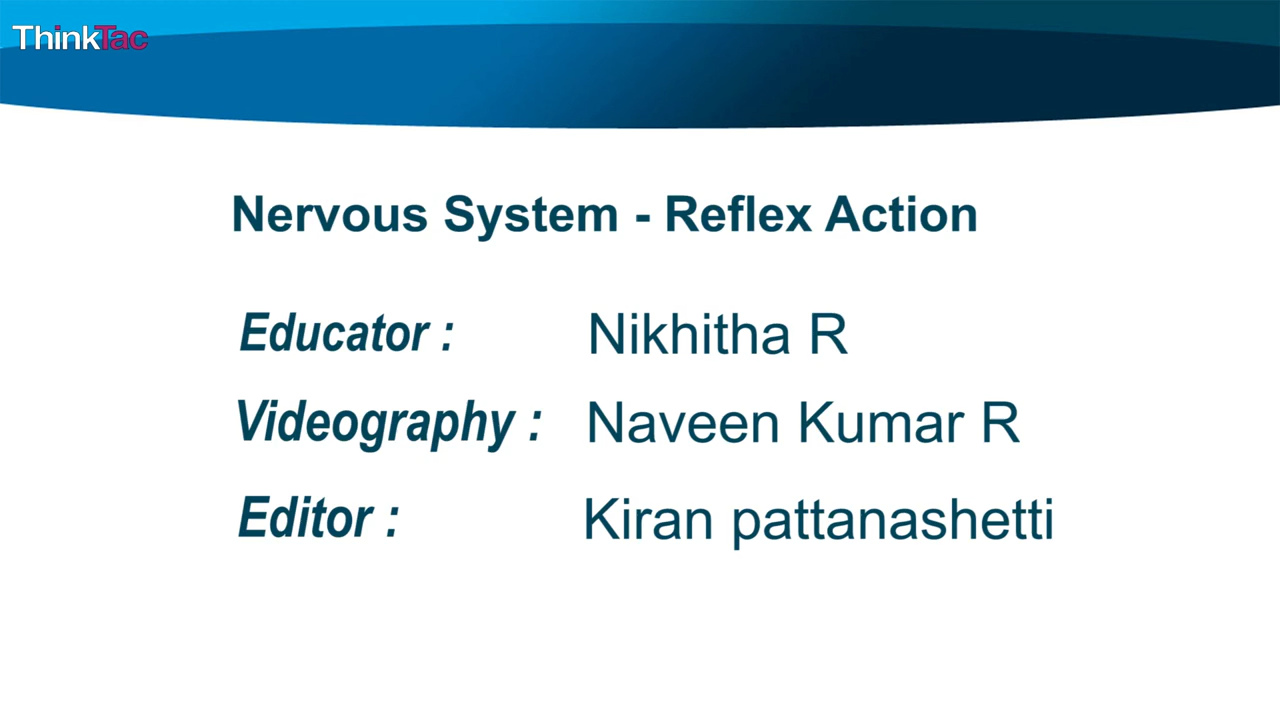 ThinkTac
Nervous System - Reflex Action
Educator : Nikhitha R
Videography : Naveen Kumar R
Editor : Kiran pattanashetti